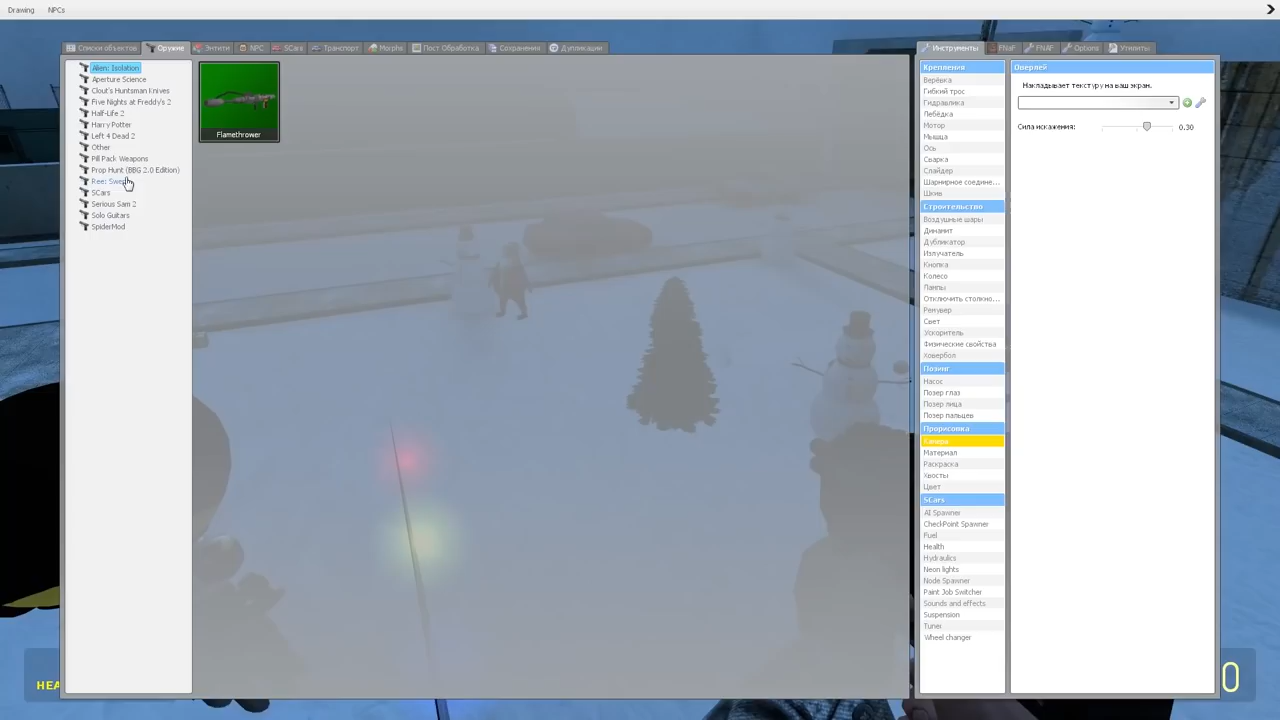 Drawing NPCs
Списки объектов Оружие Энтити NPC SCars Транспорт Morphs Пост Обработка Сохранения Дупликации
Alien: Isolation
Aperture Science
Clout's Huntsman Knives
Five Nights at Freddy's 2
Half-Life 2
Harry Potter
Left 4 Dead 2
Other
Pill Pack Weapons
Prop Hunt (BBG 2.0 Edition)
SCars
Serious Sam 2
Solo Guitars
SpiderMod
Flamethrower
Инструменты FNaF FNAF Options Утилиты
Крепления
Верёвка
Гибкий трос
Гидравлика
Лебёдка
Мотор
Мышца
Ось
Сварка
Слайдер
Шарнирное соедине...
Шкив
Строительство
Воздушные шары
Динамит
Дубликатор
Излучатель
Кнопка
Колесо
Лампы
Отключить столкно...
Ремувер
Свет
Ускоритель
Физические свойства
Ховербол
Позинг
Насос
Позер глаз
Позер лица
Позер пальцев
Прорисовка
Камера
Материал
Раскраска
Хвосты
Цвет
SCars
AI Spawner
CheckPoint Spawner
Fuel
Health
Hydraulics
Neon lights
Node Spawner
Paint Job Switcher
Sounds and effects
Suspension
Tuner
Wheel changer
Оверлей
Накладывает текстуру на ваш экран.
Сила искажения: 0.30
HEA
0